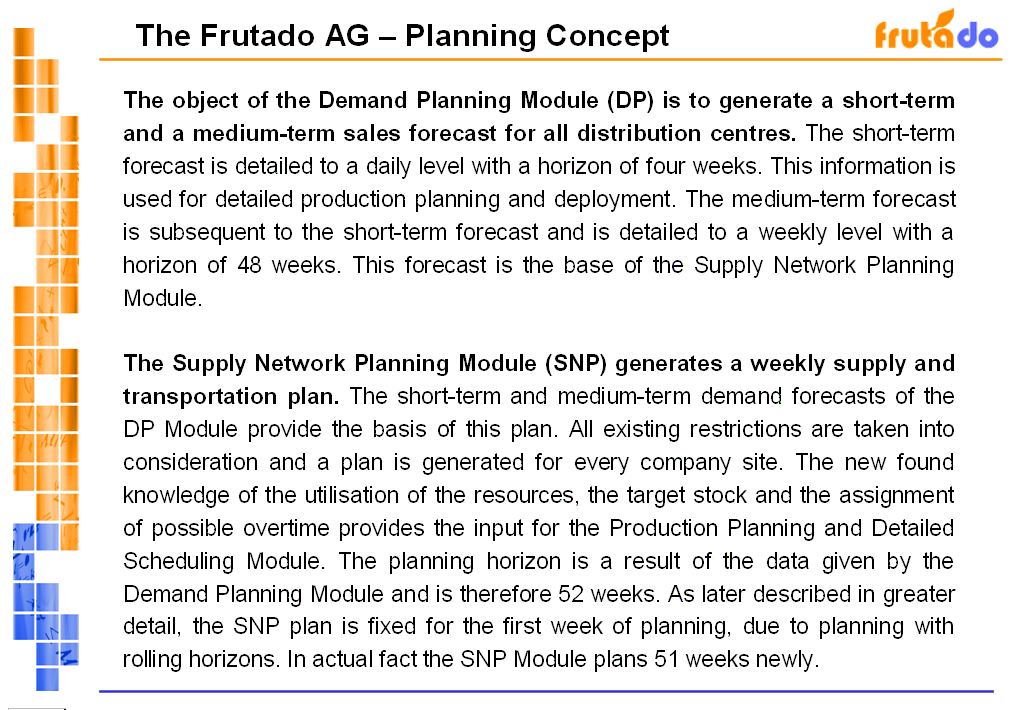 The Frutado AG – Planning Concept
frutado
The object of the Demand Planning Module (DP) is to generate a short-term
and a medium-term sales forecast for all distribution centres. The short-term
forecast is detailed to a daily level with a horizon of four weeks. This information is
used for detailed production planning and deployment. The medium-term forecast
is subsequent to the short-term forecast and is detailed to a weekly level with a
horizon of 48 weeks. This forecast is the base of the Supply Network Planning
Module.
The Supply Network Planning Module (SNP) generates a weekly supply and
transportation plan. The short-term and medium-term demand forecasts of the
DP Module provide the basis of this plan. All existing restrictions are taken into
consideration and a plan is generated for every company site. The new found
knowledge of the utilisation of the resources, the target stock and the assignment
of possible overtime provides the input for the Production Planning and Detailed
Scheduling Module. The planning horizon is a result of the data given by the
Demand Planning Module and is therefore 52 weeks. As later described in greater
detail, the SNP plan is fixed for the first week of planning, due to planning with
rolling horizons. In actual fact the SNP Module plans 51 weeks newly.